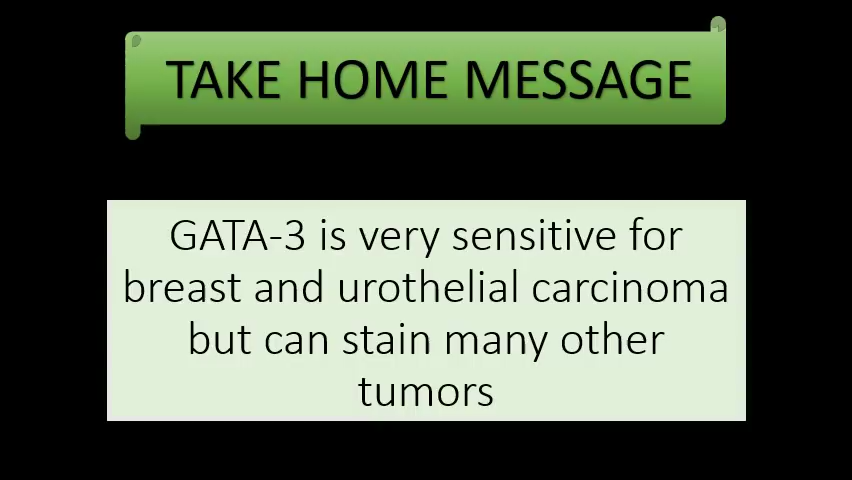 TAKE HOME MESSAGE
GATA-3 is very sensitive for
breast and urothelial carcinoma
but can stain many other
tumors